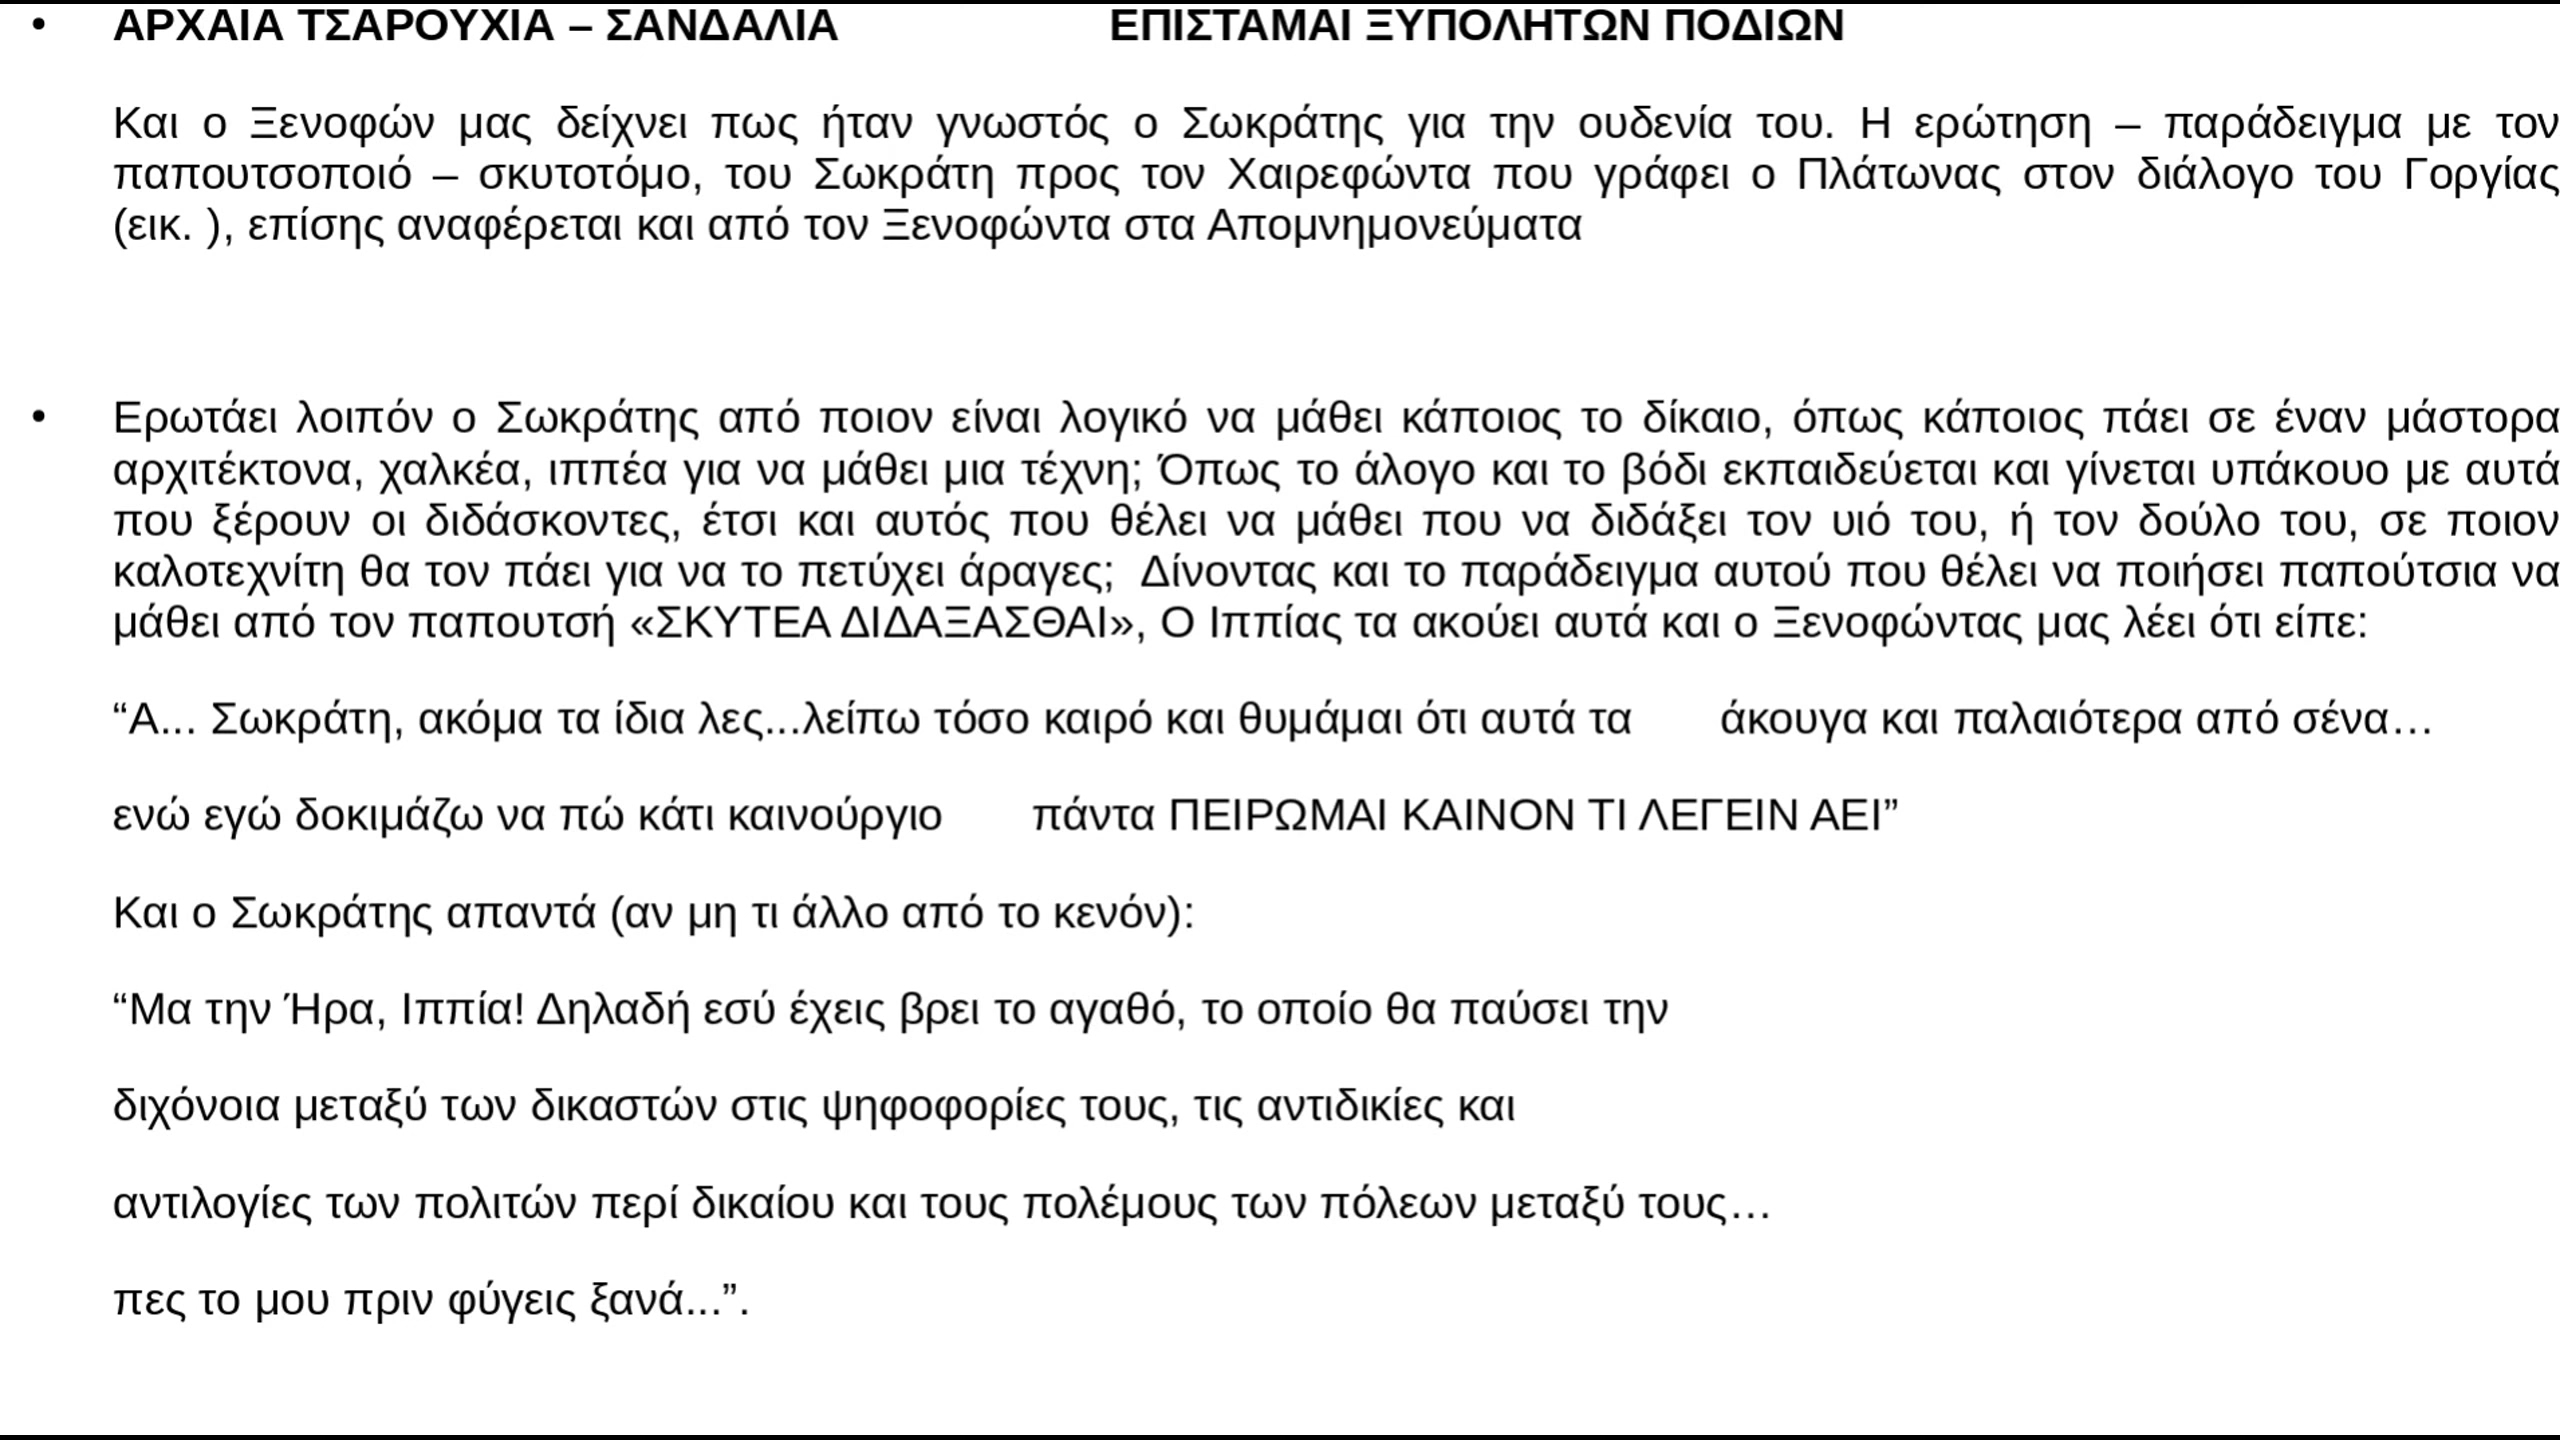 • ΑΡΧΑΙΑ ΤΣΑΡΟΥΧΙΑ – ΣΑΝΔΑΛΙΑ ΕΠΙΣΤΑΜΑΙ ΞΥΠΟΛΗΤΩΝ ΠΟΔΙΩΝ
Και ο Ξενοφών μας δείχνει πως ήταν γνωστός ο Σωκράτης για την ουδενία του. Η ερώτηση – παράδειγμα με τον
παπουτσοποιό – σκυτοτόμο, του Σωκράτη προς τον Χαιρεφώντα που γράφει ο Πλάτωνας στον διάλογο του Γοργίας
(εικ. ), επίσης αναφέρεται και από τον Ξενοφώντα στα Απομνημονεύματα
• Ερωτάει λοιπόν ο Σωκράτης από ποιον είναι λογικό να μάθει κάποιος το δίκαιο, όπως κάποιος πάει σε έναν μάστορα
αρχιτέκτονα, χαλκέα, ιππέα για να μάθει μια τέχνη; Όπως το άλογο και το βόδι εκπαιδεύεται και γίνεται υπάκουο με αυτά
που ξέρουν οι διδάσκοντες, έτσι και αυτός που θέλει να μάθει που να διδάξει τον υιό του, ή τον δούλο του, σε ποιον
καλοτεχνίτη θα τον πάει για να το πετύχει άραγες; Δίνοντας και το παράδειγμα αυτού που θέλει να ποιήσει παπούτσια να
μάθει από τον παπουτσή «ΣΚΥΤΕΑ ΔΙΔΑΞΑΣΘΑΙ», Ο Ιππίας τα ακούει αυτά και ο Ξενοφώντας μας λέει ότι είπε:
“Α... Σωκράτη, ακόμα τα ίδια λες...λείπω τόσο καιρό και θυμάμαι ότι αυτά τα άκουγα και παλαιότερα από σένα…
ενώ εγώ δοκιμάζω να πώ κάτι καινούργιο πάντα ΠΕΙΡΩΜΑΙ ΚΑΙΝΟΝ ΤΙ ΛΕΓΕΙΝ ΑΕΙ”
Και ο Σωκράτης απαντά (αν μη τι άλλο από το κενόν):
“Μα την Ήρα, Ιππία! Δηλαδή εσύ έχεις βρει το αγαθό, το οποίο θα παύσει την
διχόνοια μεταξύ των δικαστών στις ψηφοφορίες τους, τις αντιδικίες και
αντιλογίες των πολιτών περί δικαίου και τους πολέμους των πόλεων μεταξύ τους…
πες το μου πριν φύγεις ξανά...”.